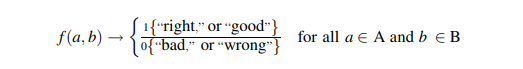 f(a,b) → { 1{“right,” or “good”} / 0{“bad,” or “wrong”} for all a ∈ A and b ∈ B